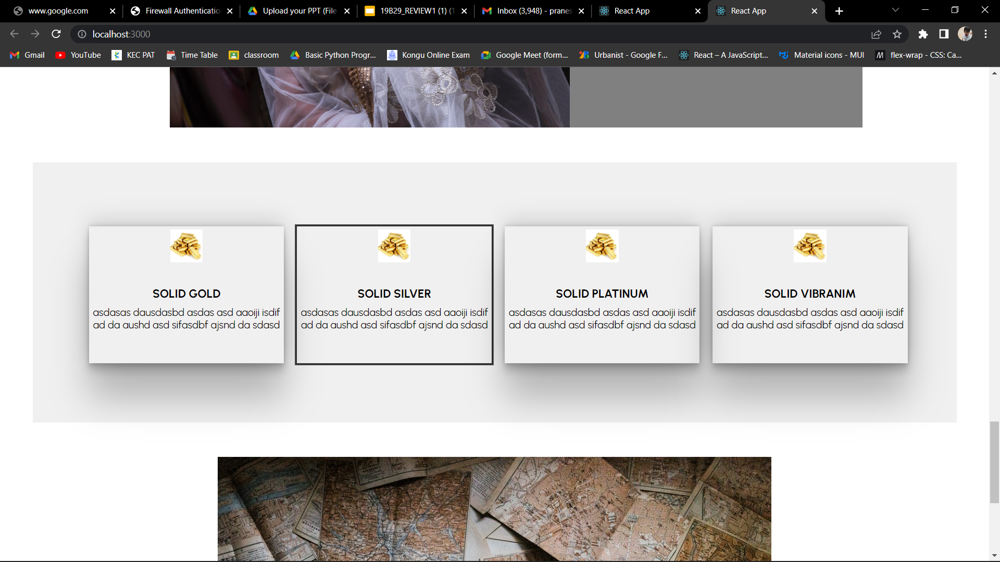 www.google.com
Firewall Authenticatio
Upload your PPT (File
19B29_REVIEW1 (1) (1
Inbox (3,948) - pranes
React App
React App
localhost:3000
Gmail
YouTube
KEC PAT
Time Table
classroom
Basic Python Progr...
Kongu Online Exam
Google Meet (form...
Urbanist - Google F...
React – A JavaScript...
Material icons - MUI
flex-wrap - CSS: Ca...
SOLID GOLD
asdasas dausdasbd asdas asd aaoiji isdif
ad da aushd asd sifasdbf ajsnd da sdasd
SOLID SILVER
asdasas dausdasbd asdas asd aaoiji isdif
ad da aushd asd sifasdbf ajsnd da sdasd
SOLID PLATINUM
asdasas dausdasbd asdas asd aaoiji isdif
ad da aushd asd sifasdbf ajsnd da sdasd
SOLID VIBRANIM
asdasas dausdasbd asdas asd aaoiji isdif
ad da aushd asd sifasdbf ajsnd da sdasd